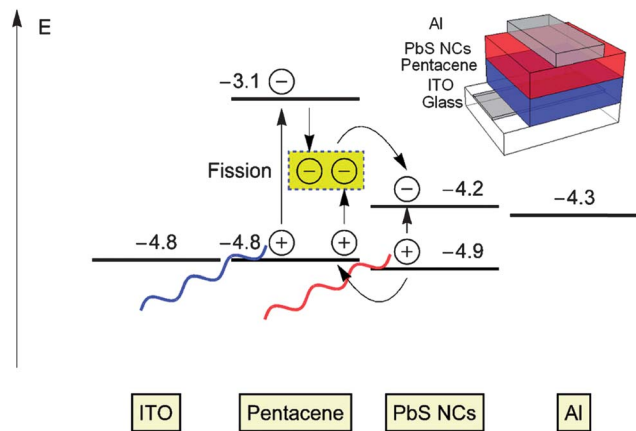 E
Al
PbS NCs
Pentacene
ITO
Glass
−3.1
−
Fission
− −
−
−4.2
−4.3
−4.8
−4.8
+
+
+
−4.9
ITO
Pentacene
PbS NCs
Al